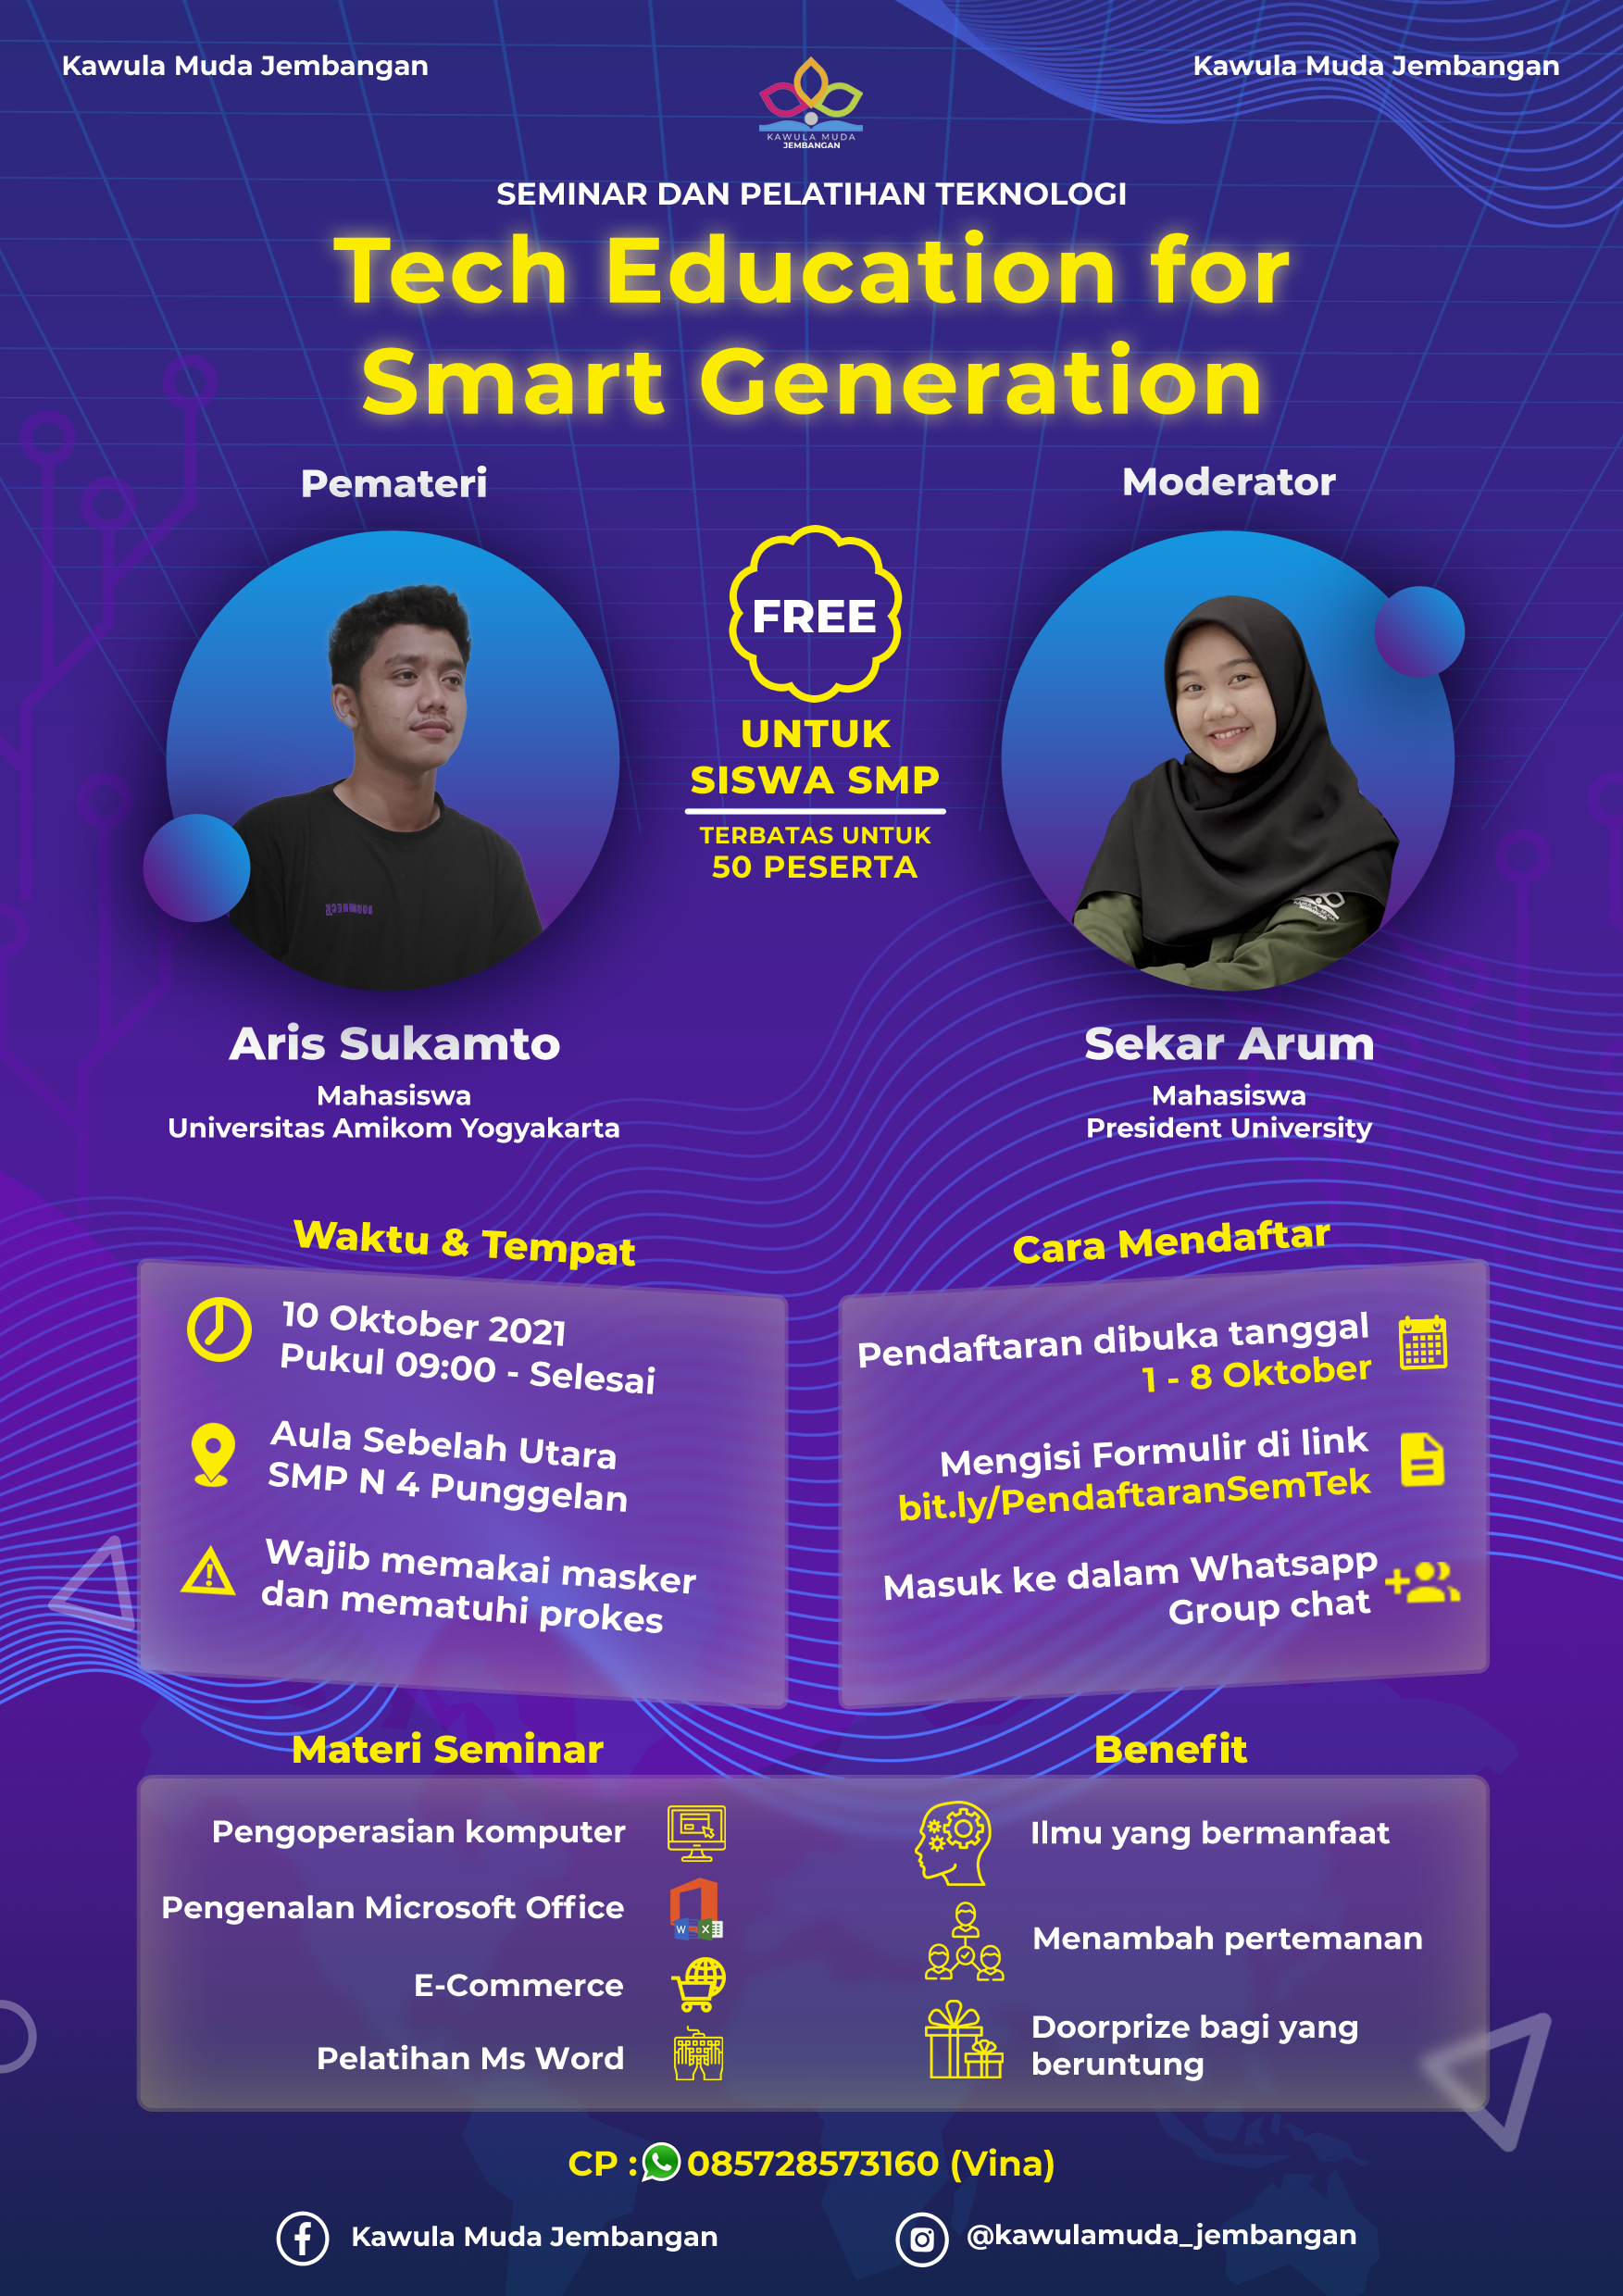 Kawula Muda Jembangan
Kawula Muda Jembangan
KAWULA MUDA
JEMBANGAN
SEMINAR DAN PELATIHAN TEKNOLOGI
Tech Education for
Smart Generation
Pemateri
Moderator
FREE
UNTUK
SISWA SMP
TERBATAS UNTUK
50 PESERTA
Aris Sukamto
Mahasiswa
Universitas Amikom Yogyakarta
Sekar Arum
Mahasiswa
President University
Waktu & Tempat
10 Oktober 2021
Pukul 09:00 - Selesai
Aula Sebelah Utara
SMP N 4 Punggelan
Wajib memakai masker
dan mematuhi prokes
Cara Mendaftar
Pendaftaran dibuka tanggal
1 - 8 Oktober
Mengisi Formulir di link
bit.ly/PendaftaranSemTek
Masuk ke dalam Whatsapp
Group chat
Materi Seminar
Pengoperasian komputer
Pengenalan Microsoft Office
W X
E-Commerce
Pelatihan Ms Word
Benefit
Ilmu yang bermanfaat
Menambah pertemanan
Doorprize bagi yang
beruntung
CP : 085728573160 (Vina)
Kawula Muda Jembangan
@kawulamuda_jembangan